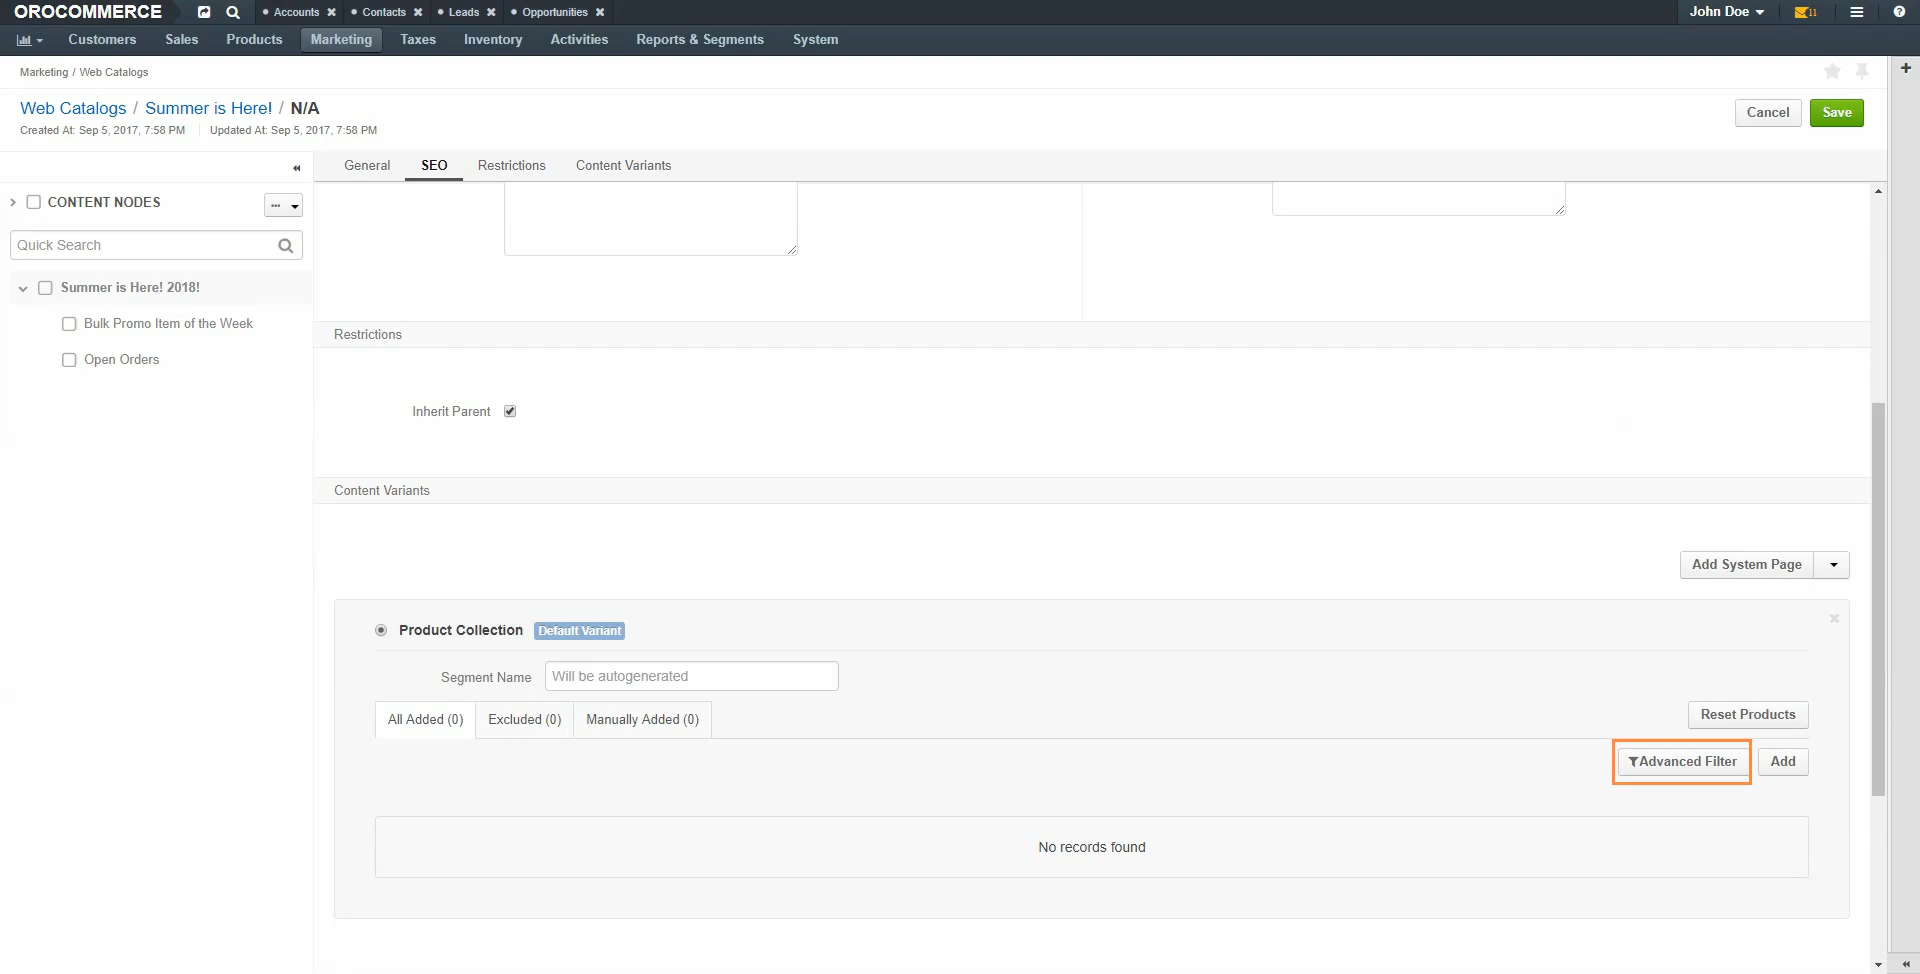 OROCOMMERCE
Accounts Contacts Leads Opportunities John Doe 11
Customers Sales Products Marketing Taxes Inventory Activities Reports & Segments System
Marketing / Web Catalogs
Web Catalogs / Summer is Here! / N/A
Created At: Sep 5, 2017, 7:58 PM Updated At: Sep 5, 2017, 7:58 PM
Cancel Save
General SEO Restrictions Content Variants
CONTENT NODES
Quick Search
Summer is Here! 2018!
Bulk Promo Item of the Week
Open Orders
Restrictions
Inherit Parent
Content Variants
Add System Page
Product Collection Default Variant
Segment Name Will be autogenerated
All Added (0) Excluded (0) Manually Added (0) Reset Products
Advanced Filter Add
No records found